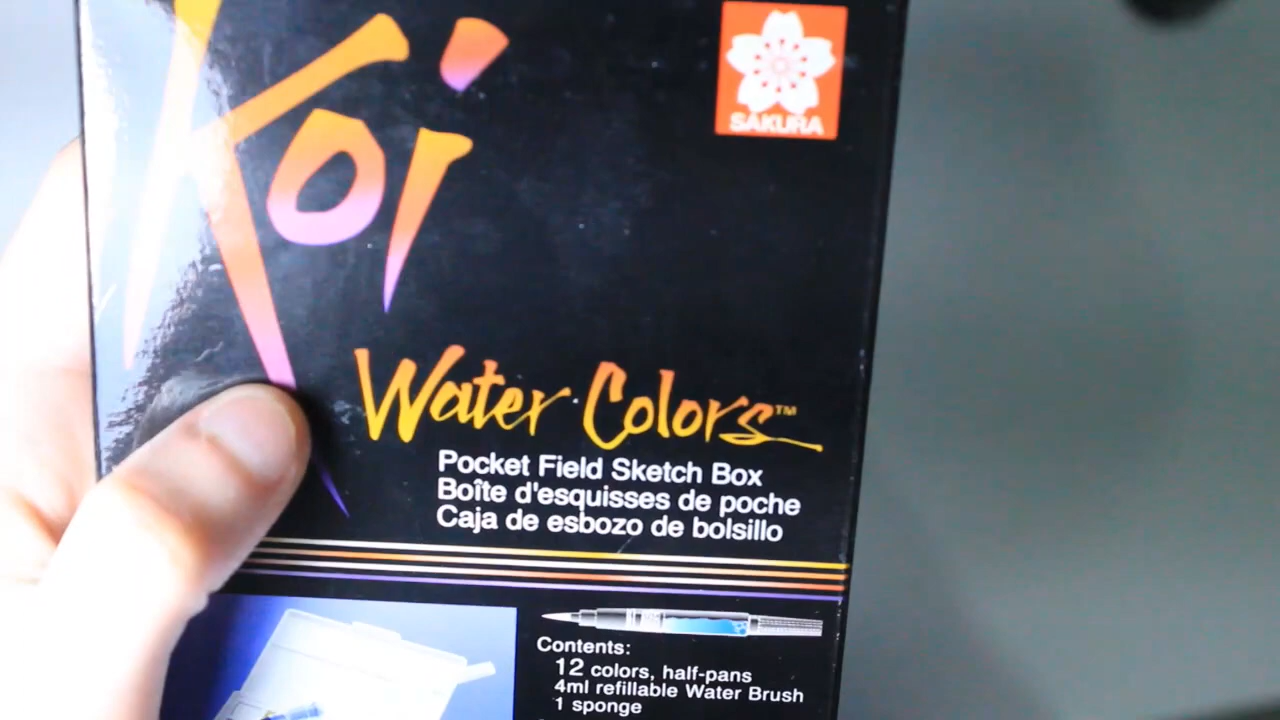 Koi
SAKURA
Water Colors™
Pocket Field Sketch Box
Boîte d'esquisses de poche
Caja de esbozo de bolsillo
Contents:
12 colors, half-pans
4ml refillable Water Brush
1 sponge